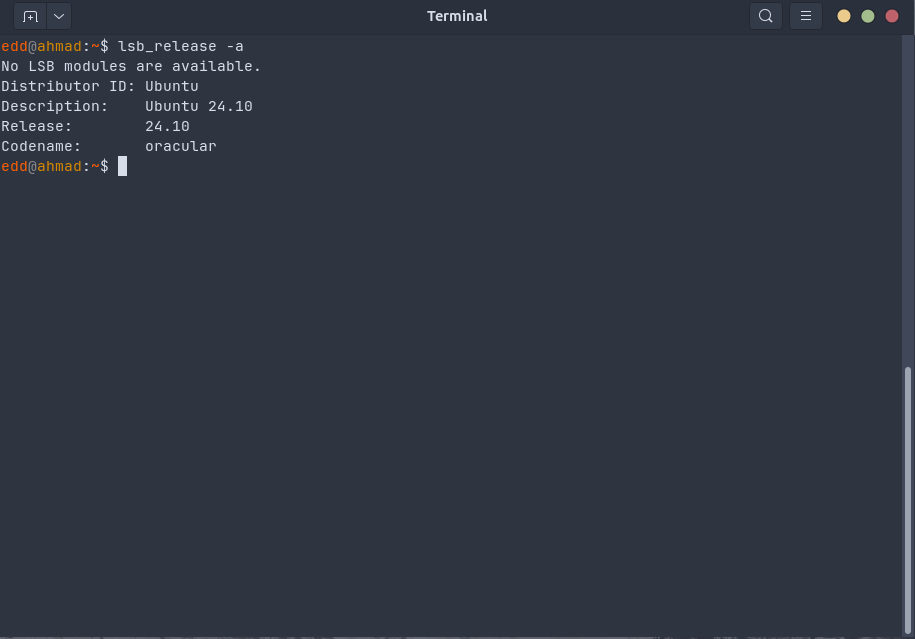 Terminal
edd@ahmad:~$ lsb_release -a
No LSB modules are available.
Distributor ID: Ubuntu
Description:    Ubuntu 24.10
Release:        24.10
Codename:       oracular
edd@ahmad:~$